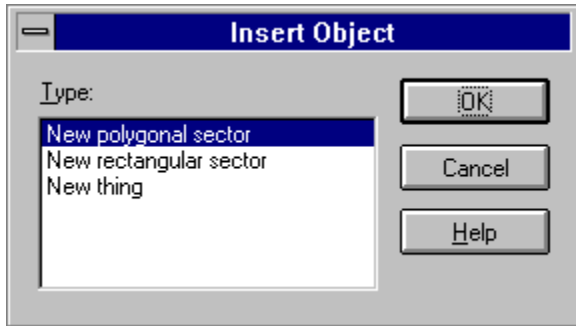 Insert Object
Type:
New polygonal sector
New rectangular sector
New thing
OK
Cancel
Help